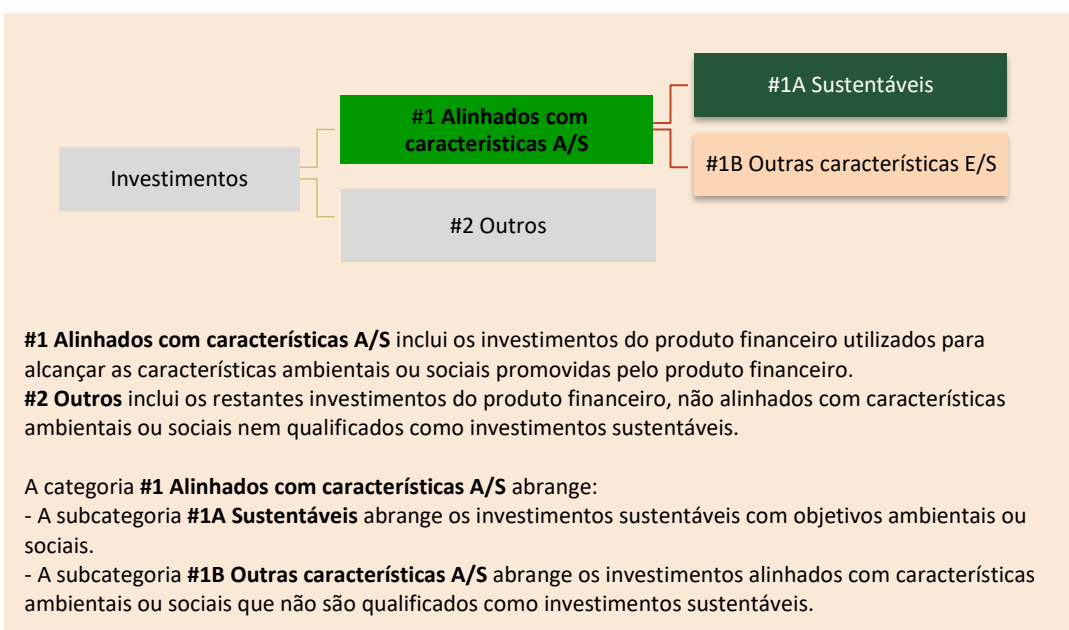 #1A Sustentáveis
#1 Alinhados com
caracteristicas A/S
#1B Outras características E/S
Investimentos
#2 Outros
#1 Alinhados com características A/S inclui os investimentos do produto financeiro utilizados para
alcançar as características ambientais ou sociais promovidas pelo produto financeiro.
#2 Outros inclui os restantes investimentos do produto financeiro, não alinhados com características
ambientais ou sociais nem qualificados como investimentos sustentáveis.
A categoria #1 Alinhados com características A/S abrange:
- A subcategoria #1A Sustentáveis abrange os investimentos sustentáveis com objetivos ambientais ou
sociais.
- A subcategoria #1B Outras características A/S abrange os investimentos alinhados com características
ambientais ou sociais que não são qualificados como investimentos sustentáveis.